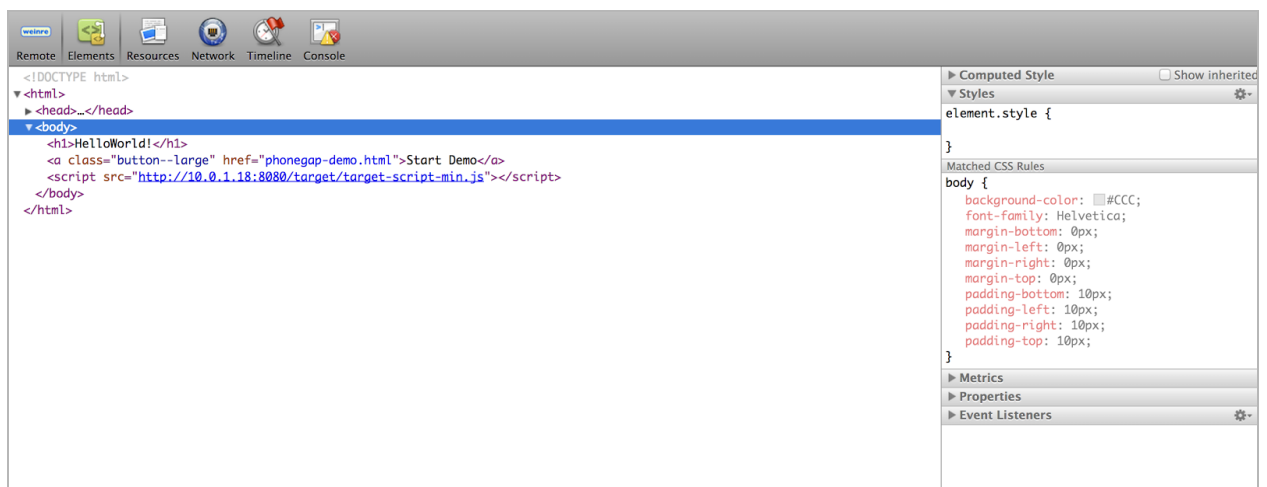 weinre
Remote Elements Resources Network Timeline Console
<!DOCTYPE html>
▼<html>
▶<head>…</head>
▼<body>
<h1>HelloWorld!</h1>
<a class="button--large" href="phonegap-demo.html">Start Demo</a>
<script src="http://10.0.1.18:8080/target/target-script-min.js"></script>
</body>
</html>
▶ Computed Style Show inherited
▼ Styles
element.style {
}
Matched CSS Rules
body {
background-color: #CCC;
font-family: Helvetica;
margin-bottom: 0px;
margin-left: 0px;
margin-right: 0px;
margin-top: 0px;
padding-bottom: 10px;
padding-left: 10px;
padding-right: 10px;
padding-top: 10px;
}
▶ Metrics
▶ Properties
▶ Event Listeners